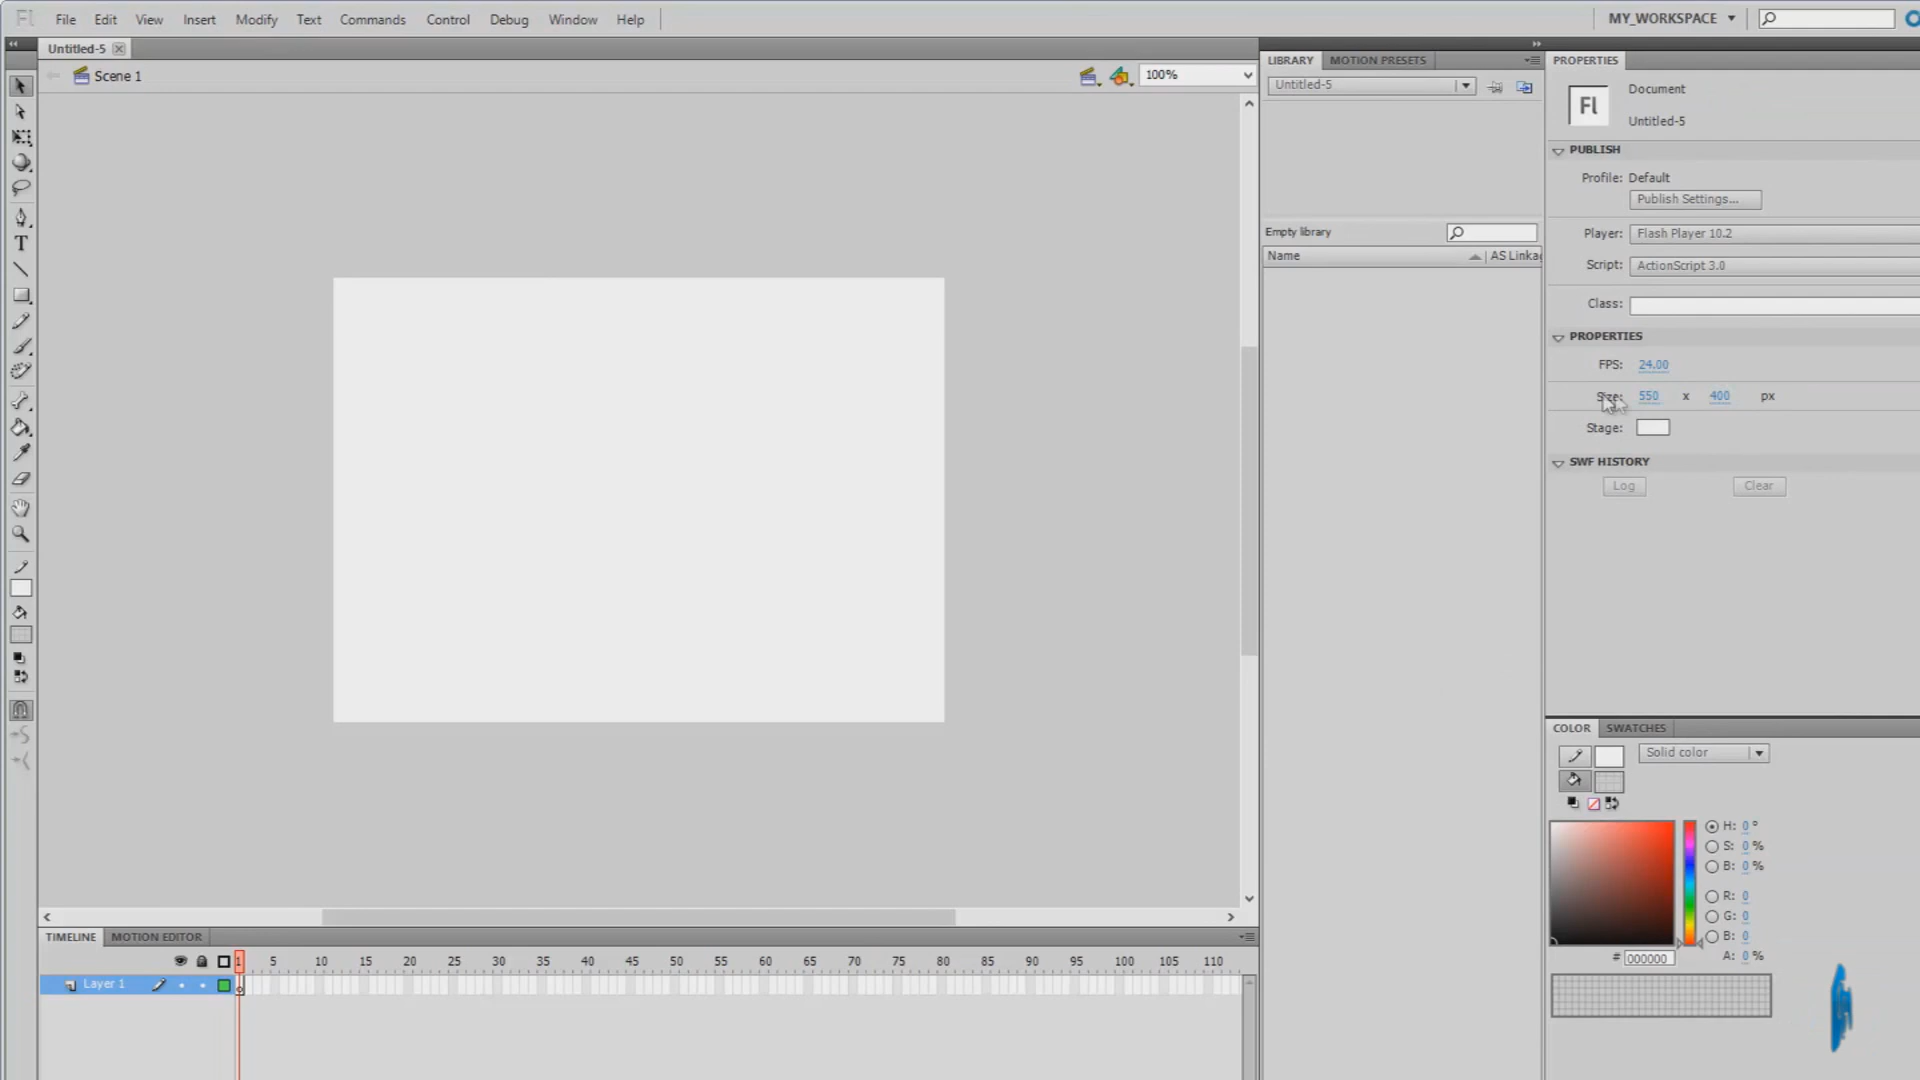 Fl File Edit View Insert Modify Text Commands Control Debug Window Help MY_WORKSPACE
Untitled-5
Scene 1 100%
LIBRARY MOTION PRESETS
Untitled-5
Empty library
Name AS Linka
PROPERTIES
Fl Document
Untitled-5
PUBLISH
Profile: Default
Publish Settings...
Player: Flash Player 10.2
Script: ActionScript 3.0
Class:
PROPERTIES
FPS: 24.00
Size: 550 x 400 px
Stage:
SWF HISTORY
Log Clear
COLOR SWATCHES
Solid color
H: 0 °
S: 0 %
B: 0 %
R: 0
G: 0
B: 0
# 000000 A: 0 %
TIMELINE MOTION EDITOR
1 5 10 15 20 25 30 35 40 45 50 55 60 65 70 75 80 85 90 95 100 105 110
Layer 1